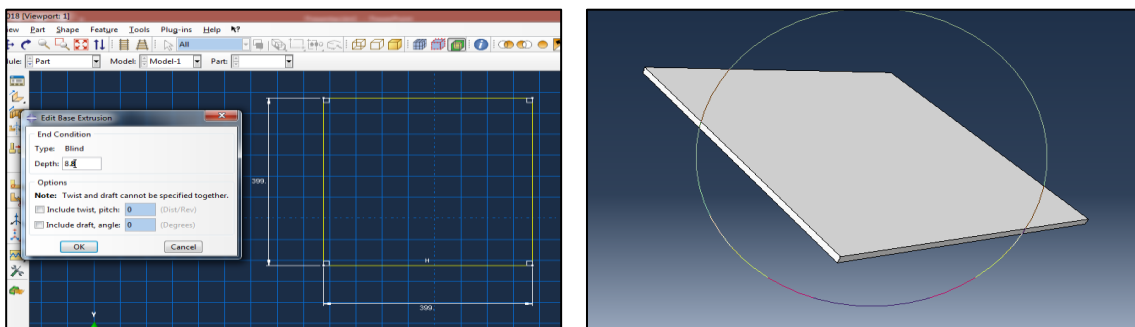 018 [Viewport: 1]
iew Part Shape Feature Tools Plug-ins Help
All
ule: Part Model: Model-1 Part:
Edit Base Extrusion
End Condition
Type: Blind
Depth: 8.8
Options
Note: Twist and draft cannot be specified together.
Include twist, pitch: 0 (Dist/Rev)
Include draft, angle: 0 (Degrees)
OK Cancel
399.
H
399.
Y